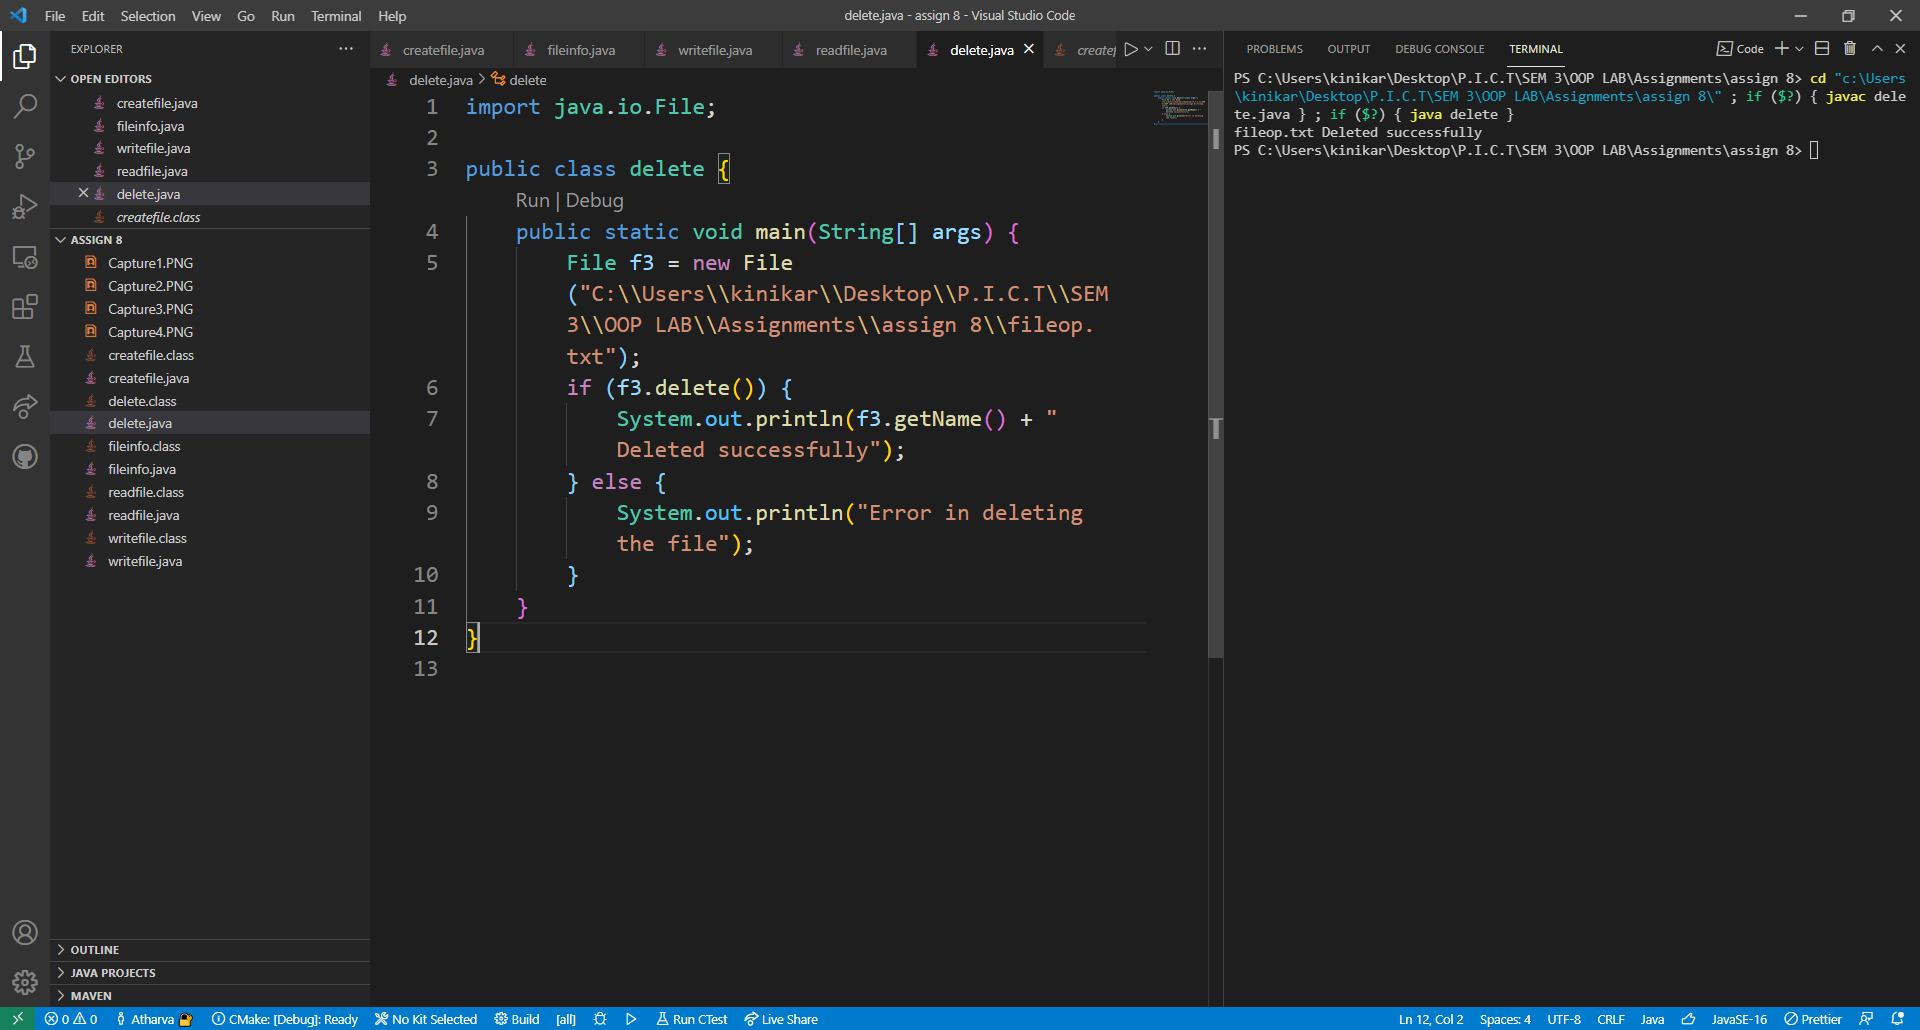 File Edit Selection View Go Run Terminal Help
delete.java - assign 8 - Visual Studio Code
EXPLORER
OPEN EDITORS
createfile.java
fileinfo.java
writefile.java
readfile.java
delete.java
createfile.class
ASSIGN 8
Capture1.PNG
Capture2.PNG
Capture3.PNG
Capture4.PNG
createfile.class
createfile.java
delete.class
delete.java
fileinfo.class
fileinfo.java
readfile.class
readfile.java
writefile.class
writefile.java
OUTLINE
JAVA PROJECTS
MAVEN
createfile.java fileinfo.java writefile.java readfile.java delete.java createf
delete.java > delete
1 import java.io.File;
2
3 public class delete {
Run | Debug
4 public static void main(String[] args) {
5 File f3 = new File
("C:\\Users\\kinikar\\Desktop\\P.I.C.T\\SEM
3\\OOP LAB\\Assignments\\assign 8\\fileop.
txt");
6 if (f3.delete()) {
7 System.out.println(f3.getName() + "
Deleted successfully");
8 } else {
9 System.out.println("Error in deleting
the file");
10 }
11 }
12 }
13
PROBLEMS OUTPUT DEBUG CONSOLE TERMINAL
Code
PS C:\Users\kinikar\Desktop\P.I.C.T\SEM 3\OOP LAB\Assignments\assign 8> cd "c:\Users
\kinikar\Desktop\P.I.C.T\SEM 3\OOP LAB\Assignments\assign 8\" ; if ($?) { javac dele
te.java } ; if ($?) { java delete }
fileop.txt Deleted successfully
PS C:\Users\kinikar\Desktop\P.I.C.T\SEM 3\OOP LAB\Assignments\assign 8>
0 0 Atharva CMake: [Debug]: Ready No Kit Selected Build [all] Run CTest Live Share
Ln 12, Col 2 Spaces: 4 UTF-8 CRLF Java JavaSE-16 Prettier